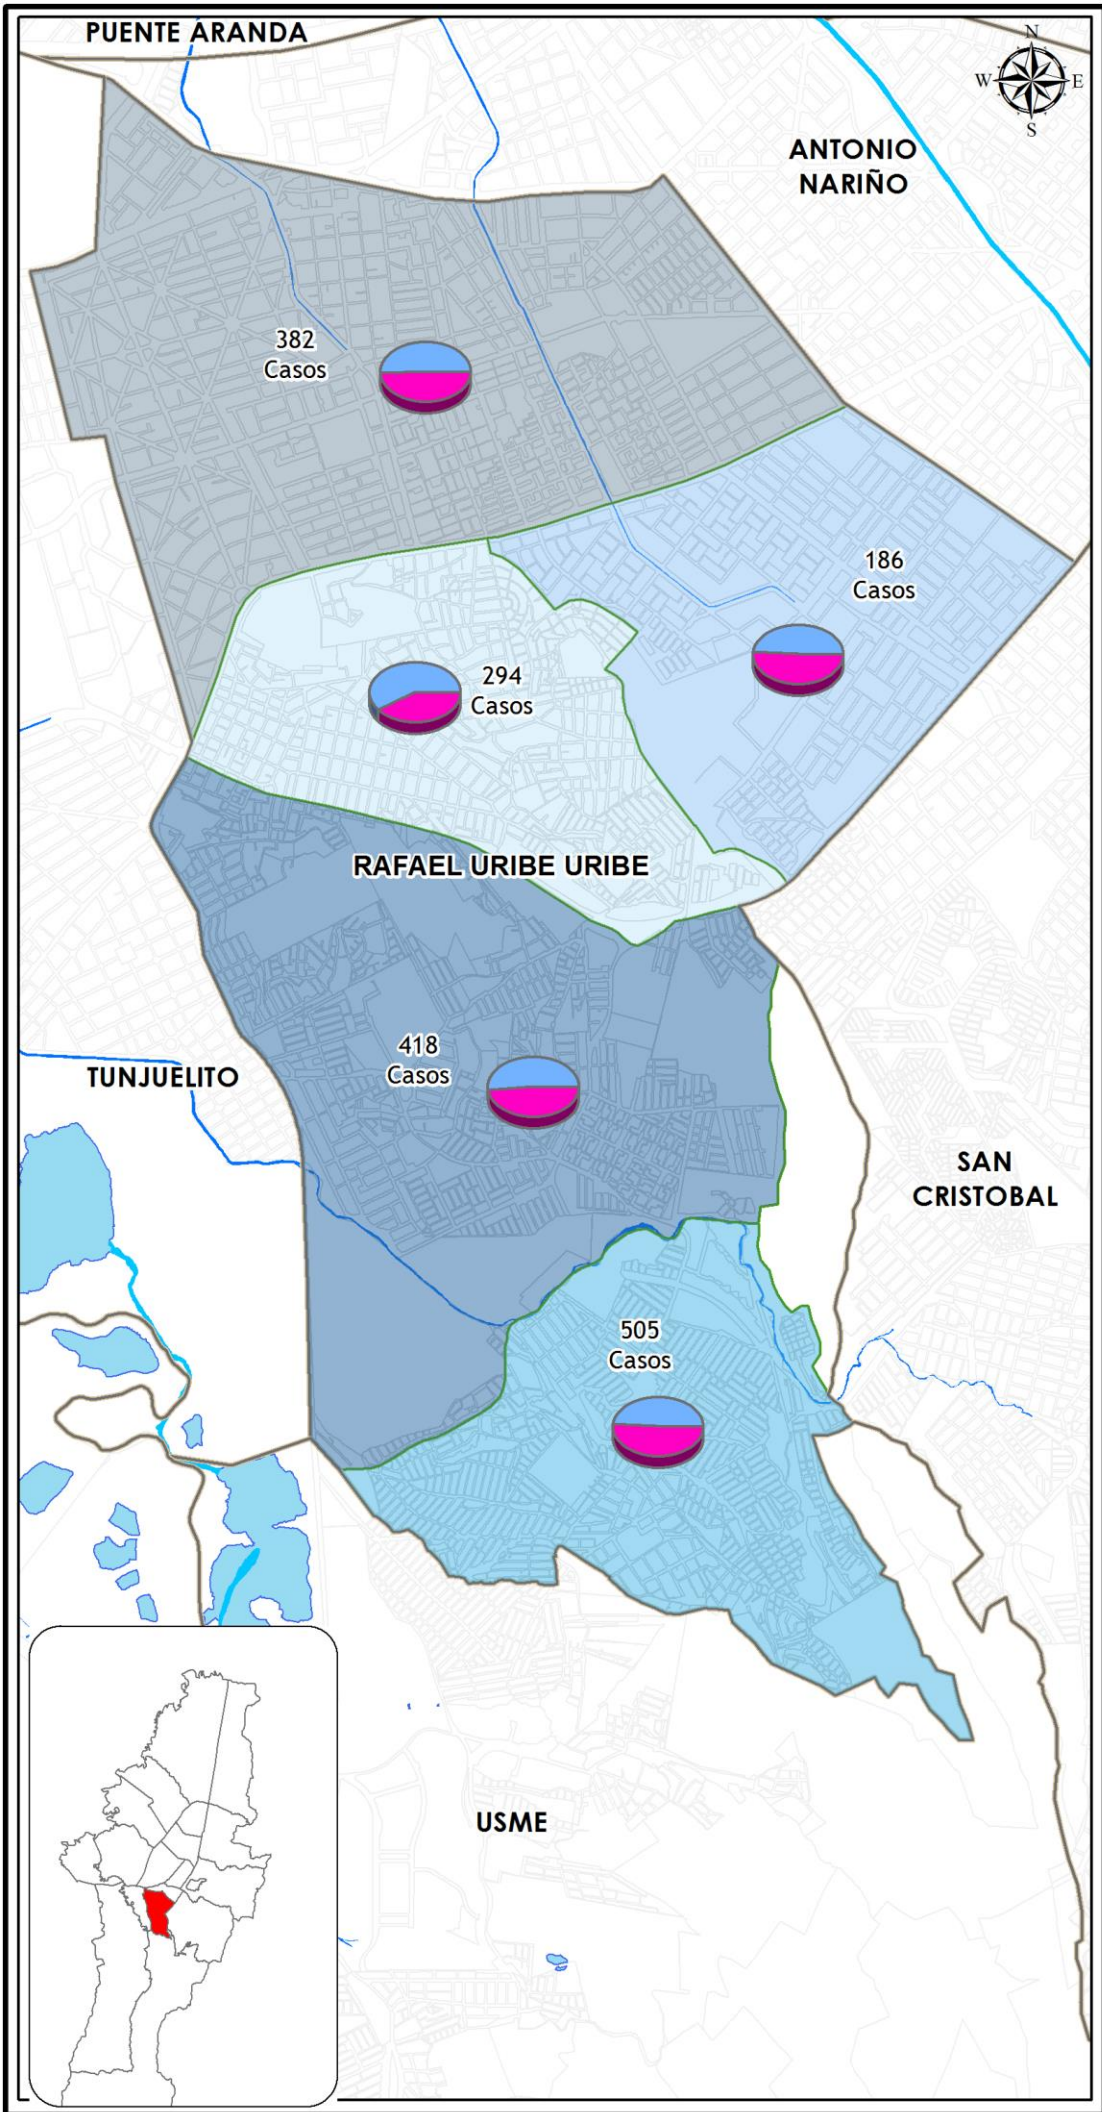 PUENTE ARANDA
N
W
E
S
ANTONIO
NARIÑO
382
Casos
186
Casos
294
Casos
RAFAEL URIBE URIBE
418
Casos
TUNJUELITO
SAN
CRISTOBAL
505
Casos
USME